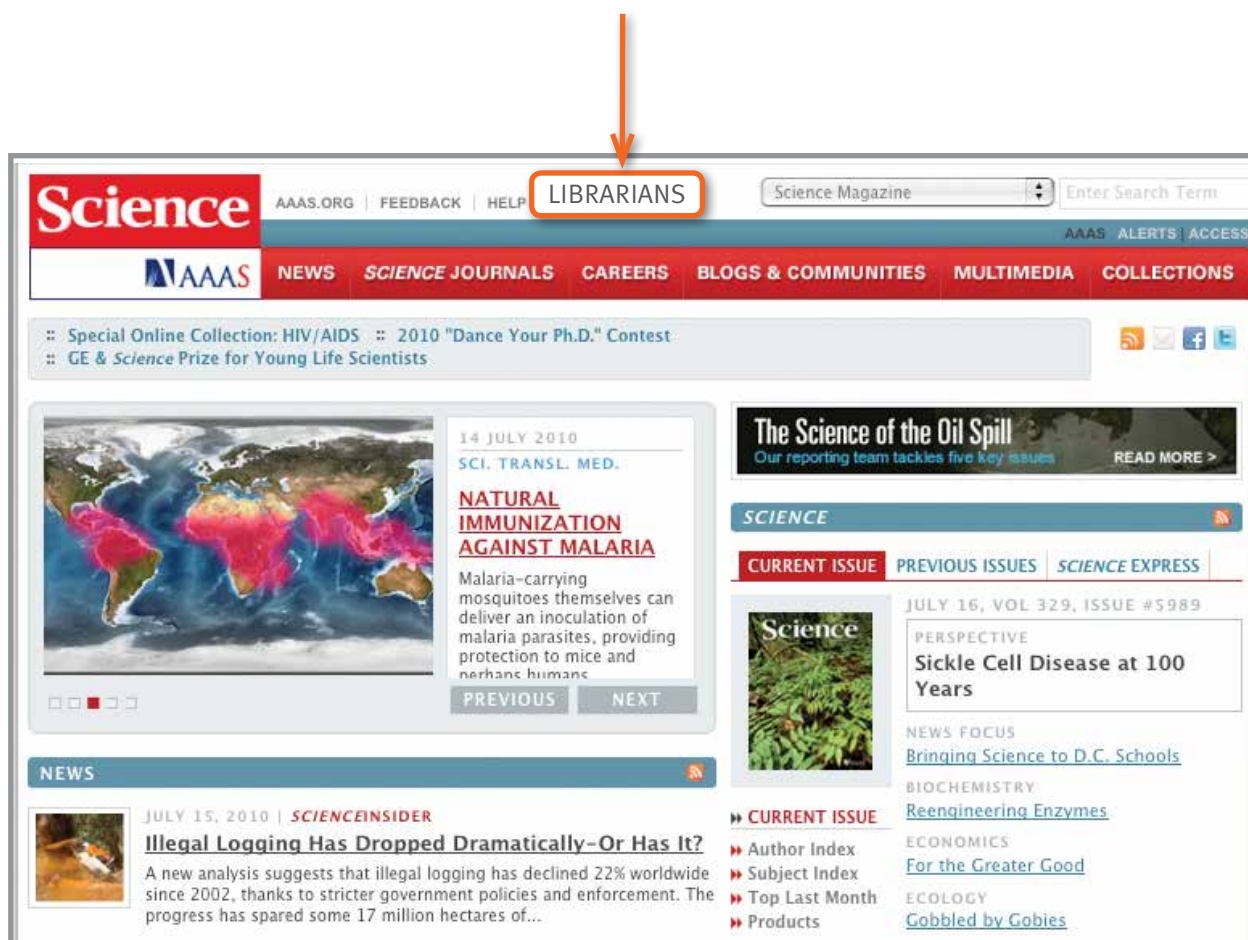 Science
AAAS.ORG | FEEDBACK | HELP LIBRARIANS
Science Magazine
Enter Search Term
AAAS ALERTS | ACCESS
AAAS
NEWS SCIENCE JOURNALS CAREERS BLOGS & COMMUNITIES MULTIMEDIA COLLECTIONS
:: Special Online Collection: HIV/AIDS :: 2010 "Dance Your Ph.D." Contest
:: GE & Science Prize for Young Life Scientists
14 JULY 2010
SCI. TRANSL. MED.
NATURAL
IMMUNIZATION
AGAINST MALARIA
Malaria-carrying
mosquitoes themselves can
deliver an inoculation of
malaria parasites, providing
protection to mice and
perhaps humans
PREVIOUS NEXT
The Science of the Oil Spill
Our reporting team tackles five key issues
READ MORE >
SCIENCE
CURRENT ISSUE PREVIOUS ISSUES SCIENCE EXPRESS
Science
JULY 16, VOL 329, ISSUE #5989
PERSPECTIVE
Sickle Cell Disease at 100
Years
NEWS FOCUS
Bringing Science to D.C. Schools
BIOCHEMISTRY
Reengineering Enzymes
ECONOMICS
For the Greater Good
ECOLOGY
Gobbled by Gobies
CURRENT ISSUE
Author Index
Subject Index
Top Last Month
Products
NEWS
JULY 15, 2010 | SCIENCEINSIDER
Illegal Logging Has Dropped Dramatically–Or Has It?
A new analysis suggests that illegal logging has declined 22% worldwide
since 2002, thanks to stricter government policies and enforcement. The
progress has spared some 17 million hectares of...